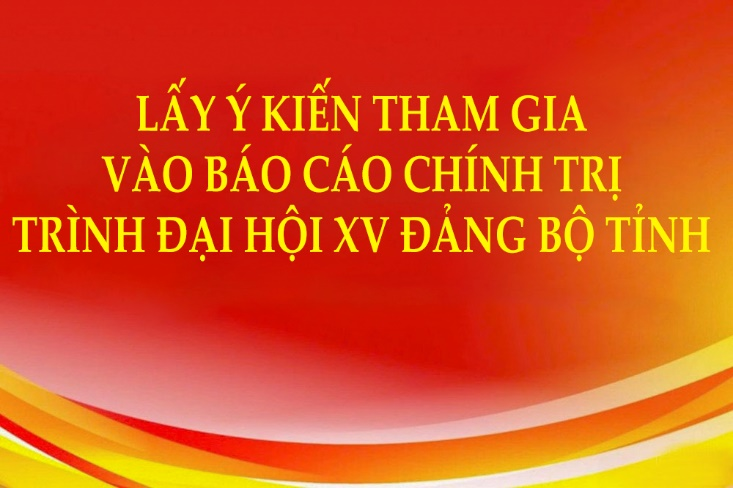 LẤY Ý KIẾN THAM GIA
VÀO BÁO CÁO CHÍNH TRỊ
TRÌNH ĐẠI HỘI XV ĐẢNG BỘ TỈNH